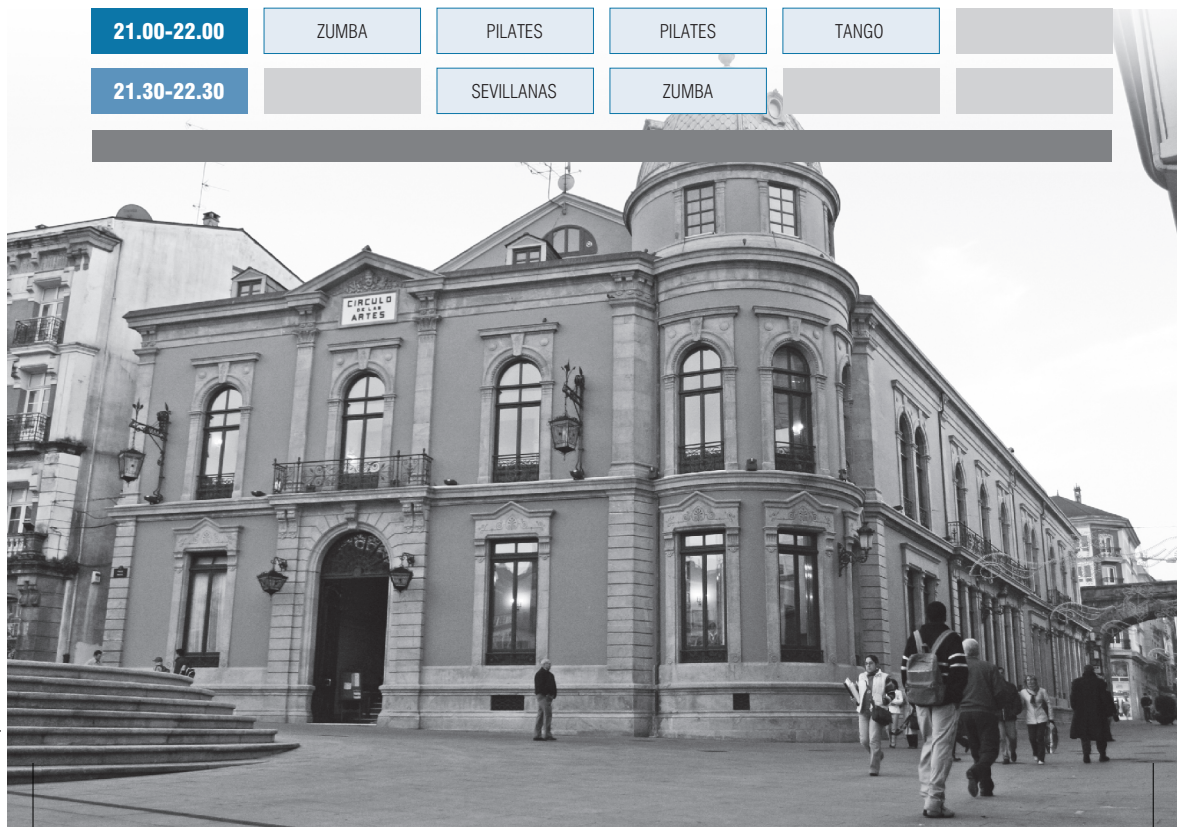 21.00-22.00 ZUMBA PILATES PILATES TANGO
21.30-22.30 SEVILLANAS ZUMBA
CIRCULO
DE LAS
ARTES